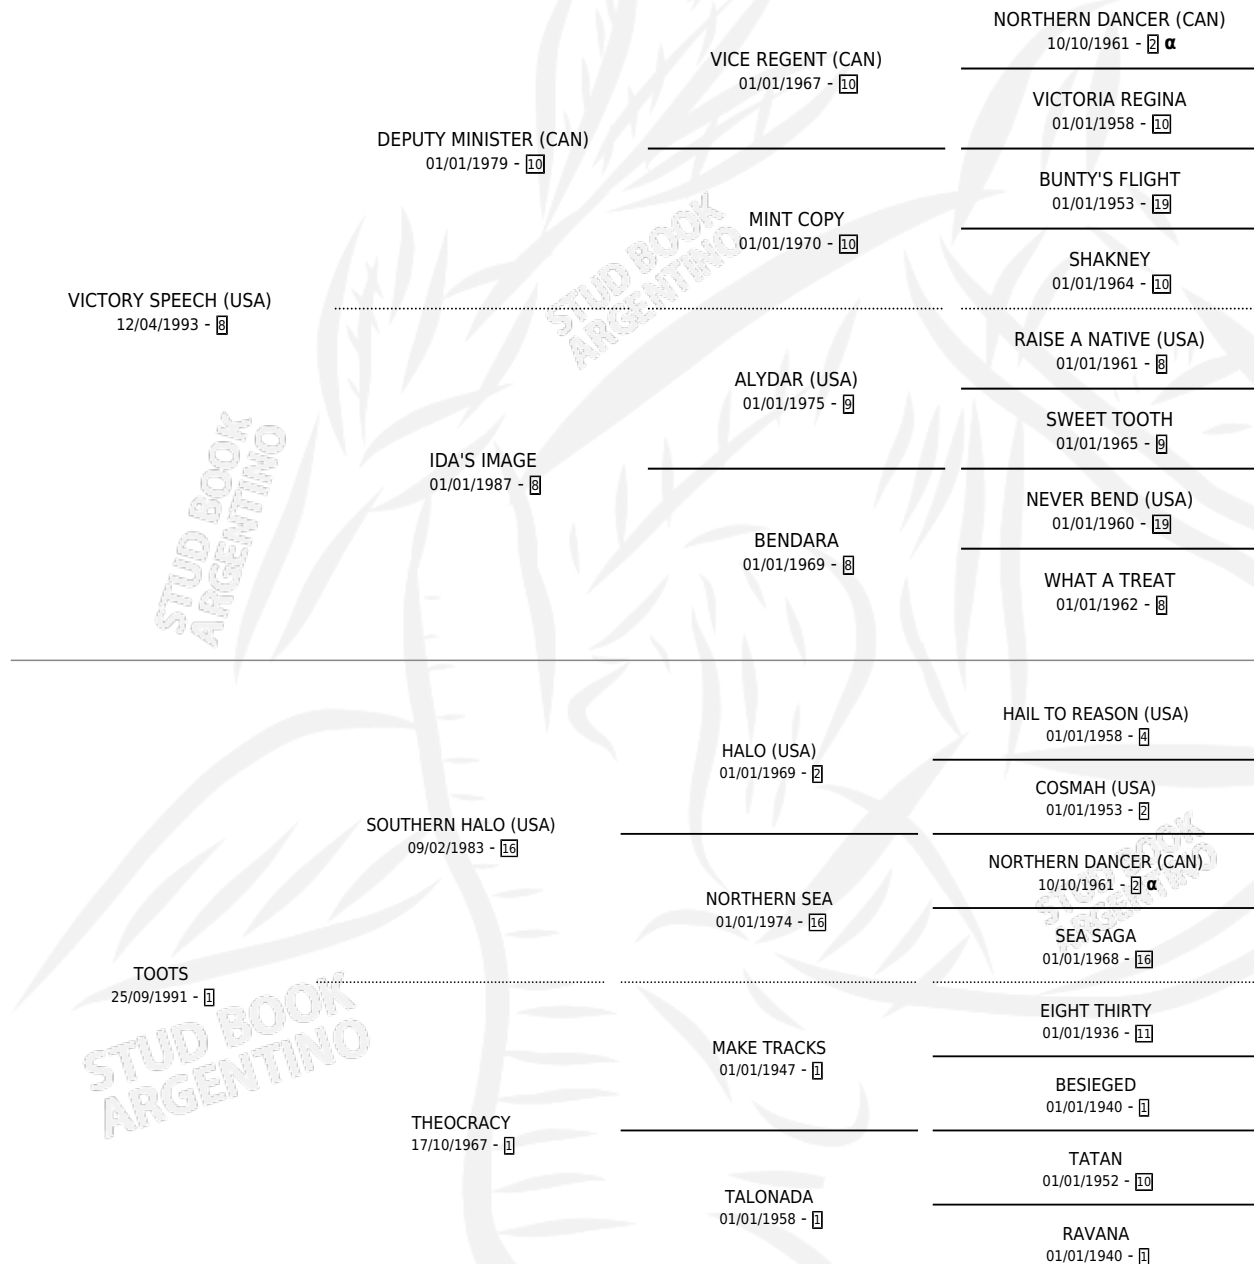 NORTHERN DANCER (CAN)
10/10/1961 - 2 α
VICE REGENT (CAN)
01/01/1967 - 10
VICTORIA REGINA
01/01/1958 - 10
DEPUTY MINISTER (CAN)
01/01/1979 - 10
BUNTY'S FLIGHT
01/01/1953 - 19
MINT COPY
01/01/1970 - 10
SHAKNEY
01/01/1964 - 10
VICTORY SPEECH (USA)
12/04/1993 - 8
RAISE A NATIVE (USA)
01/01/1961 - 8
ALYDAR (USA)
01/01/1975 - 9
SWEET TOOTH
01/01/1965 - 9
IDA'S IMAGE
01/01/1987 - 8
NEVER BEND (USA)
01/01/1960 - 19
BENDARA
01/01/1969 - 8
WHAT A TREAT
01/01/1962 - 8
HAIL TO REASON (USA)
01/01/1958 - 4
HALO (USA)
01/01/1969 - 2
COSMAH (USA)
01/01/1953 - 2
SOUTHERN HALO (USA)
09/02/1983 - 16
NORTHERN DANCER (CAN)
10/10/1961 - 2 α
NORTHERN SEA
01/01/1974 - 16
SEA SAGA
01/01/1968 - 16
TOOTS
25/09/1991 - 1
EIGHT THIRTY
01/01/1936 - 11
MAKE TRACKS
01/01/1947 - 1
BESIEGED
01/01/1940 - 1
THEOCRACY
17/10/1967 - 1
TATAN
01/01/1952 - 10
TALONADA
01/01/1958 - 1
RAVANA
01/01/1940 - 1
STUD BOOK
ARGENTINO
STUD BOOK
ARGENTINO
STUD BOOK
ARGENTINO
STUD BOOK
ARGENTINO